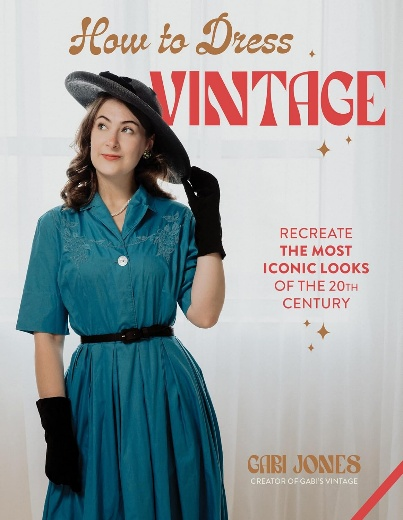 How to Dress
VINTAGE
RECREATE
THE MOST
ICONIC LOOKS
OF THE 20TH
CENTURY
GABI JONES
CREATOR OF GABI'S VINTAGE